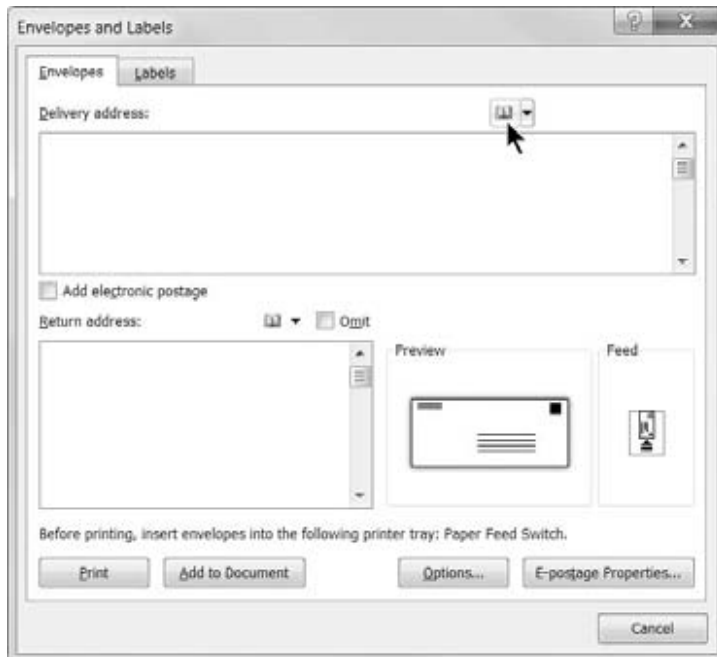 Envelopes and Labels
Envelopes Labels
Delivery address:
Add electronic postage
Return address: Omit
Preview Feed
Before printing, insert envelopes into the following printer tray: Paper Feed Switch.
Print Add to Document Options... E-postage Properties...
Cancel